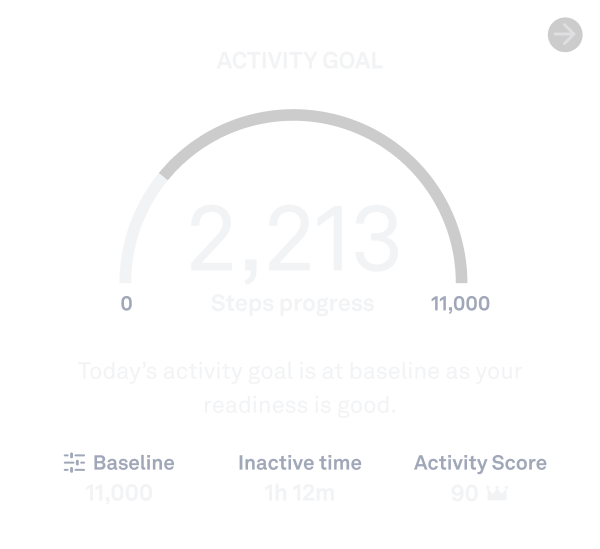 ACTIVITY GOAL
2,213
0
Steps progress
11,000
Today's activity goal is at baseline as your
readiness is good.
Baseline
Inactive time
Activity Score
11,000
1h 12m
90